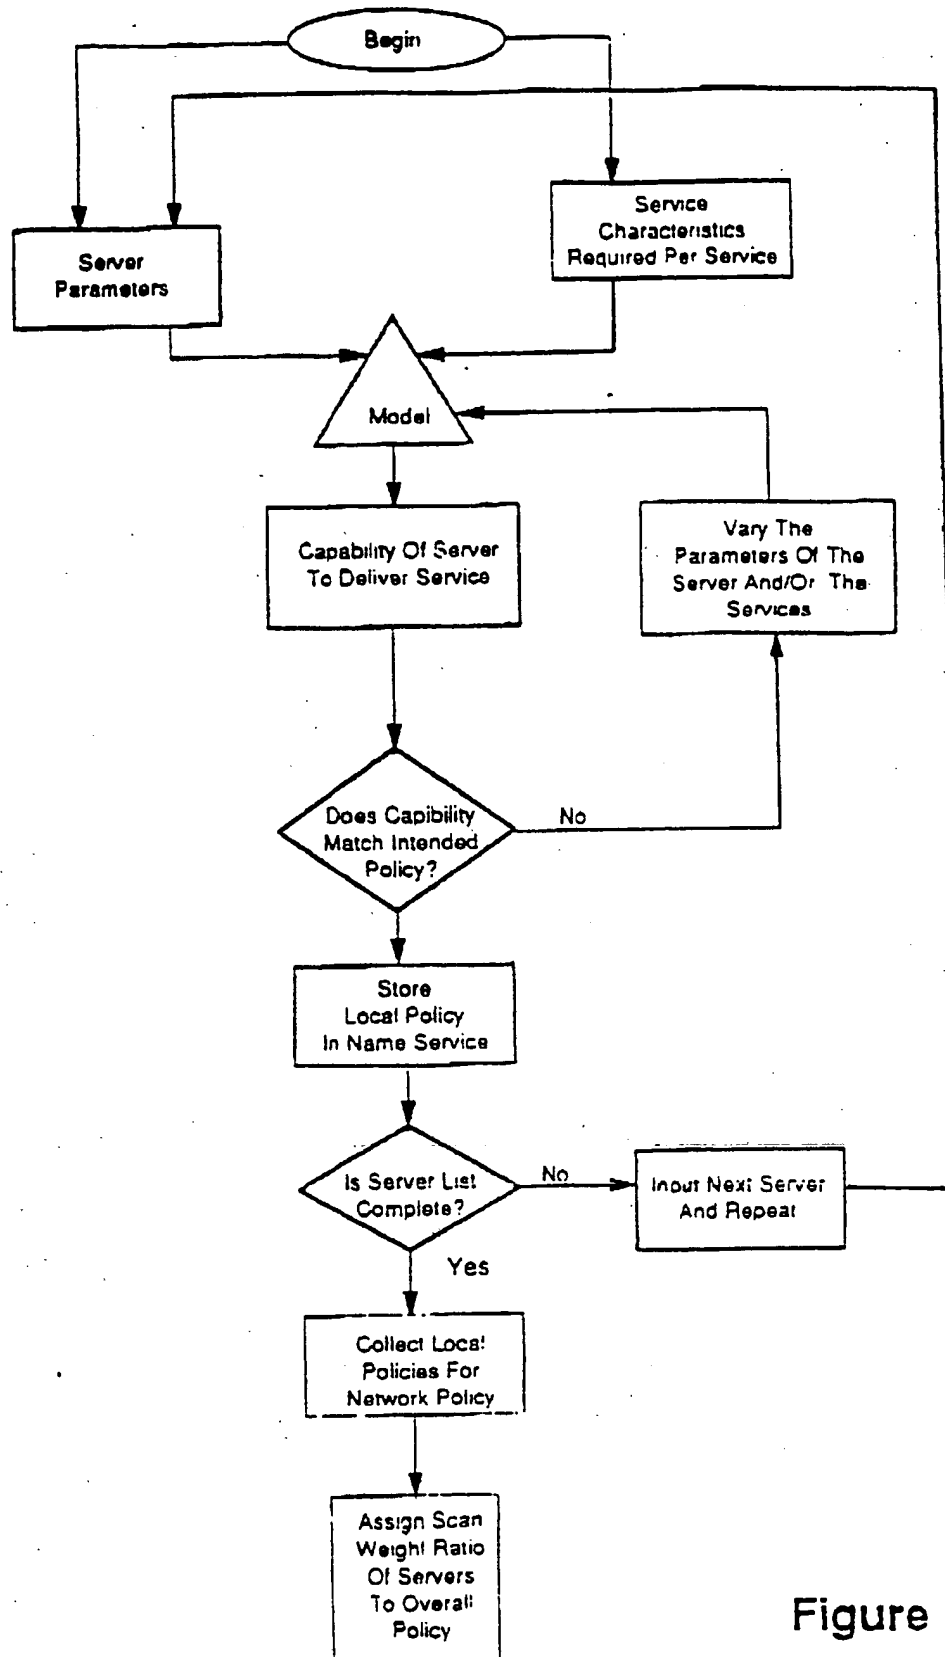 Begin
Server
Parameters
Service
Characteristics
Required Per Service
Model
Capability Of Server
To Deliver Service
Vary The
Parameters Of The
Server And/Or The
Services
Does Capibility
Match Intended
Policy?
No
Store
Local Policy
In Name Service
Is Server List
Complete?
No
Input Next Server
And Repeat
Yes
Collect Local
Policies For
Network Policy
Assign Scan
Weight Ratio
Of Servers
To Overall
Policy
Figure